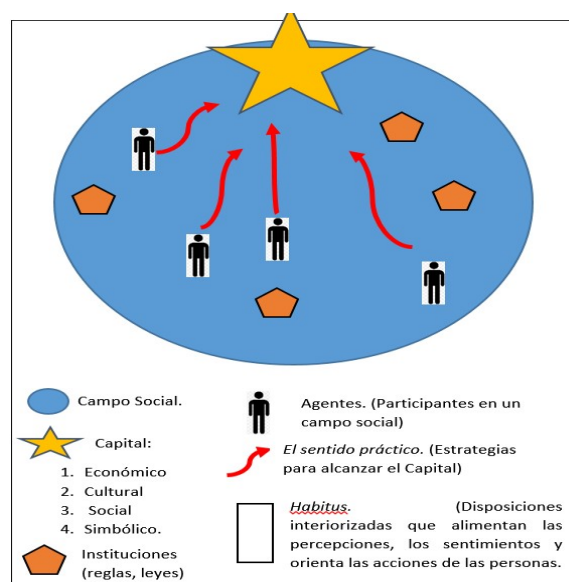 Campo Social.
Capital:
1. Económico
2. Cultural
3. Social
4. Simbólico.
Instituciones
(reglas, leyes)
Agentes. (Participantes en un
campo social)
El sentido práctico. (Estrategias
para alcanzar el Capital)
Habitus. (Disposiciones
interiorizadas que alimentan las
percepciones, los sentimientos y
orienta las acciones de las personas.